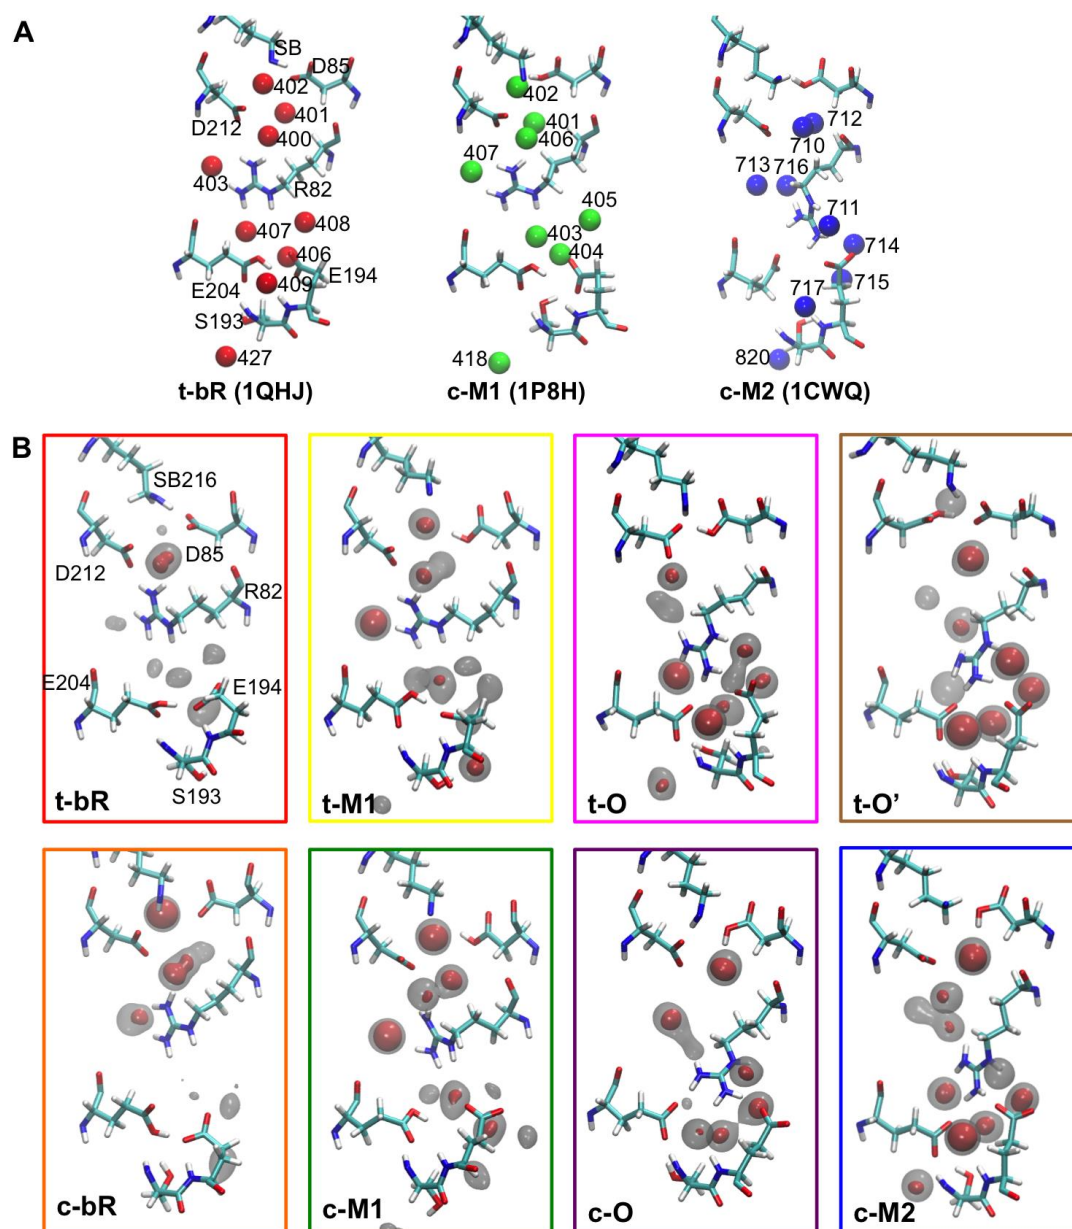 A
SB
D85
402
401
D212
400
403
R82
408
407
406
E194
E204
409
S193
427
t-bR (1QHJ)
402
401
406
407
405
403
404
418
c-M1 (1P8H)
712
710
713
716
711
714
715
717
820
c-M2 (1CWQ)
B
SB216
D85
D212
R82
E204
E194
S193
t-bR
t-M1
t-O
t-O’
c-bR
c-M1
c-O
c-M2